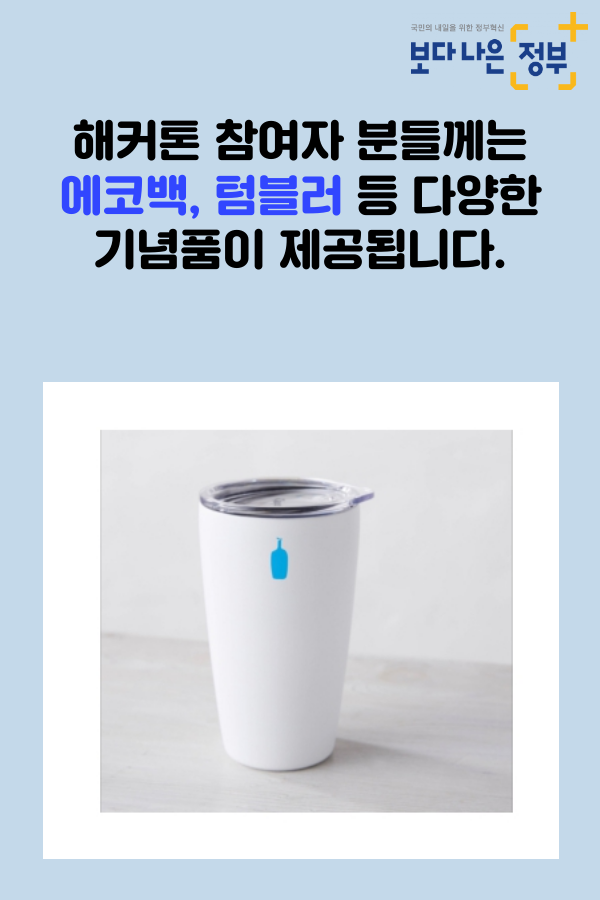 국민의 내일을 위한 정부혁신
보다나은 정부
해커톤 참여자 분들께는
에코백, 텀블러 등 다양한
기념품이 제공됩니다.